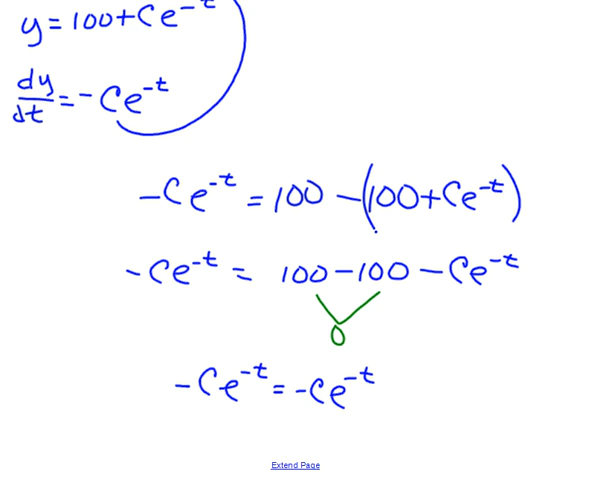 y = 100 + Ce^{-t}
dy/dt = -Ce^{-t}
-Ce^{-t} = 100 - (100 + Ce^{-t})
-Ce^{-t} = 100 - 100 - Ce^{-t}
0
-Ce^{-t} = -Ce^{-t}
Extend Page